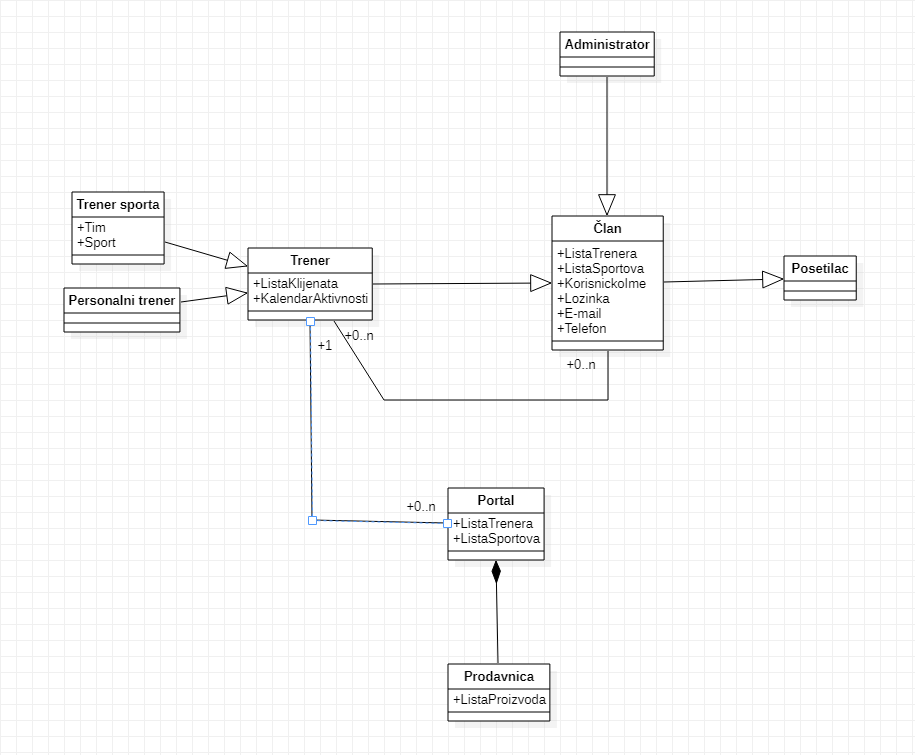 Administrator
Trener sporta
+Tim
+Sport
Personalni trener
Trener
+ListaKlijenata
+KalendarAktivnosti
Član
+ListaTrenera
+ListaSportova
+KorisnickoIme
+Lozinka
+E-mail
+Telefon
Posetilac
+0..n
+1
+0..n
+0..n
Portal
+ListaTrenera
+ListaSportova
Prodavnica
+ListaProizvoda